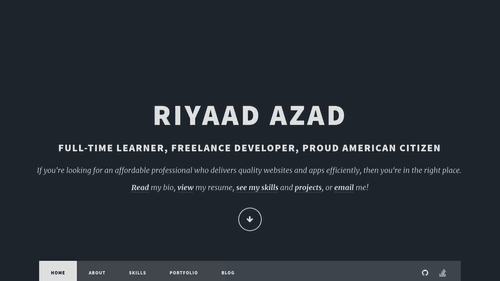 RIYAAD AZAD
FULL-TIME LEARNER, FREELANCE DEVELOPER, PROUD AMERICAN CITIZEN
If you're looking for an affordable professional who delivers quality websites and apps efficiently, then you're in the right place.
Read my bio, view my resume, see my skills and projects, or email me!
HOME ABOUT SKILLS PORTFOLIO BLOG